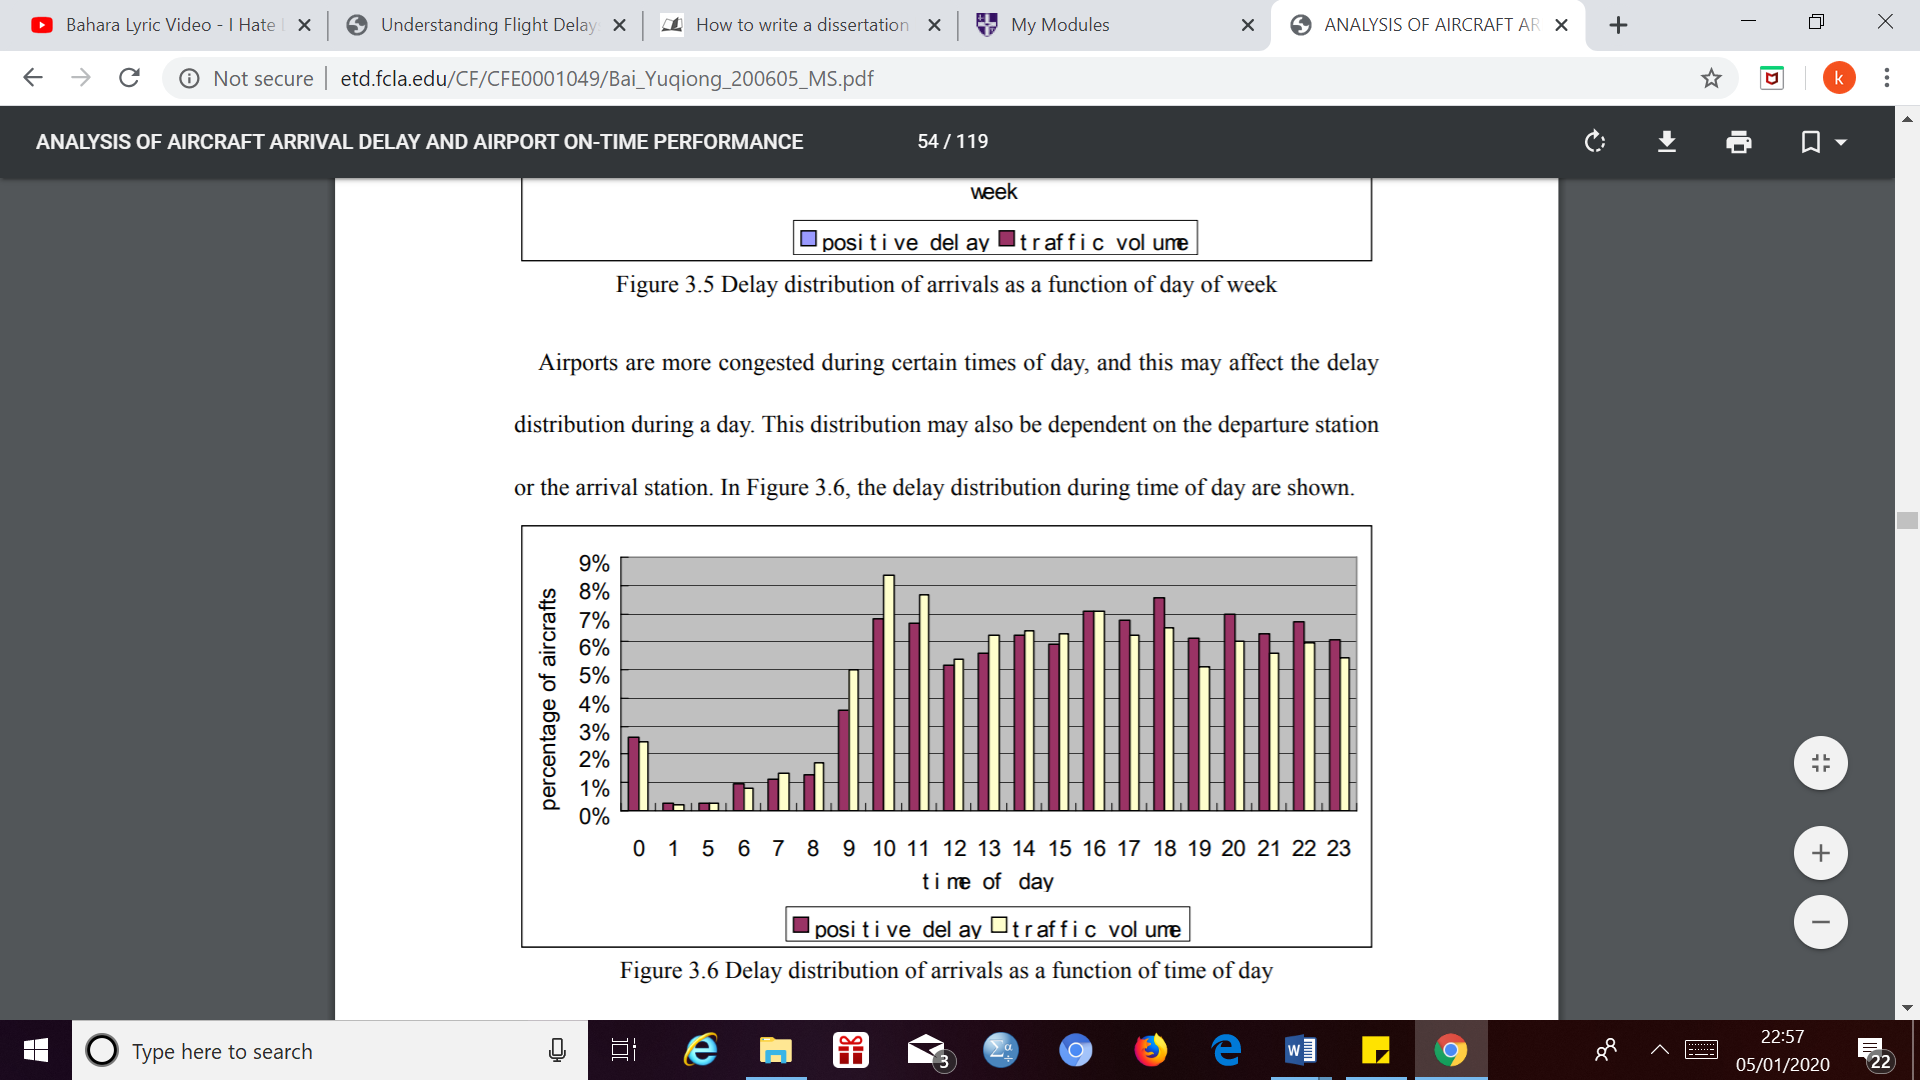 Bahara Lyric Video - I Hate
Understanding Flight Delay
How to write a dissertation
My Modules
ANALYSIS OF AIRCRAFT AR
Not secure
etd.fcla.edu/CF/CFE0001049/Bai_Yuqiong_200605_MS.pdf
k
ANALYSIS OF AIRCRAFT ARRIVAL DELAY AND AIRPORT ON-TIME PERFORMANCE
54 / 119
week
positive delay traffic volume
Figure 3.5 Delay distribution of arrivals as a function of day of week
Airports are more congested during certain times of day, and this may affect the delay
distribution during a day. This distribution may also be dependent on the departure station
or the arrival station. In Figure 3.6, the delay distribution during time of day are shown.
percentage of aircrafts
9%
8%
7%
6%
5%
4%
3%
2%
1%
0%
0 1 5 6 7 8 9 10 11 12 13 14 15 16 17 18 19 20 21 22 23
time of day
positive delay traffic volume
Figure 3.6 Delay distribution of arrivals as a function of time of day
Type here to search
3
Σα
22:57
05/01/2020
22